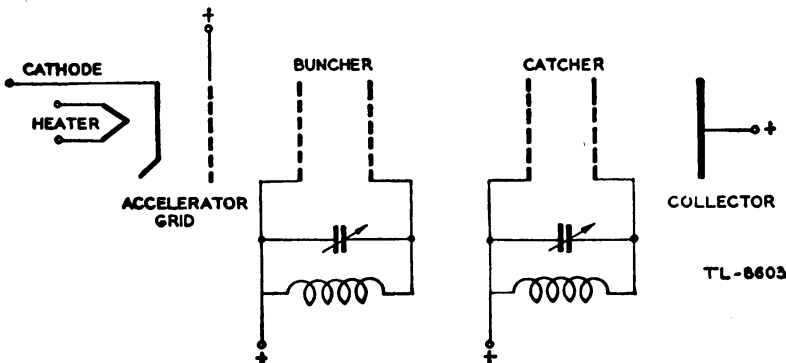 +
CATHODE
BUNCHER
CATCHER
HEATER
+
ACCELERATOR
GRID
COLLECTOR
TL-8603
+
+